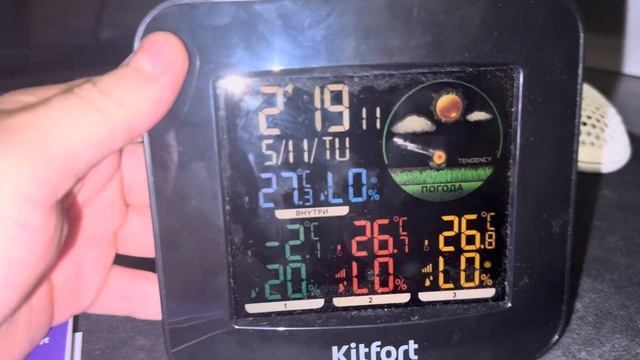 2:19 11
TENDENCY
5/11/TU
ПОГОДА
27.3 °C LO %
ВНУТРИ
-2.1 °C 26.7 °C 26.8 °C
20% LO % LO %
1 2 3
Kitfort